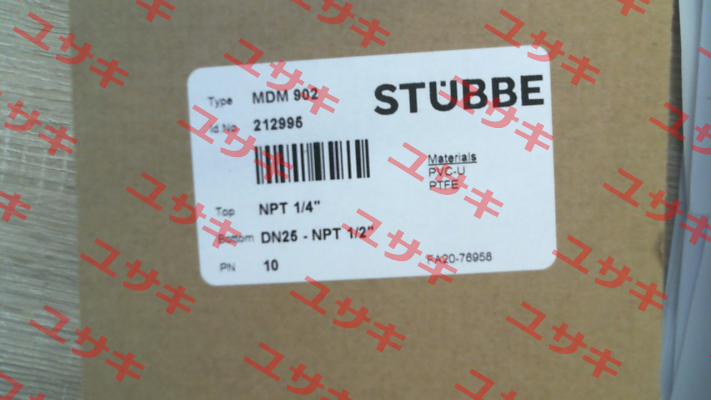 STÜBBE
Type MDM 902
Id.No. 212995
Materials
PVC-U
PTFE
Top NPT 1/4"
Bottom DN25 - NPT 1/2"
PN 10
FA20-76958
ユサキ